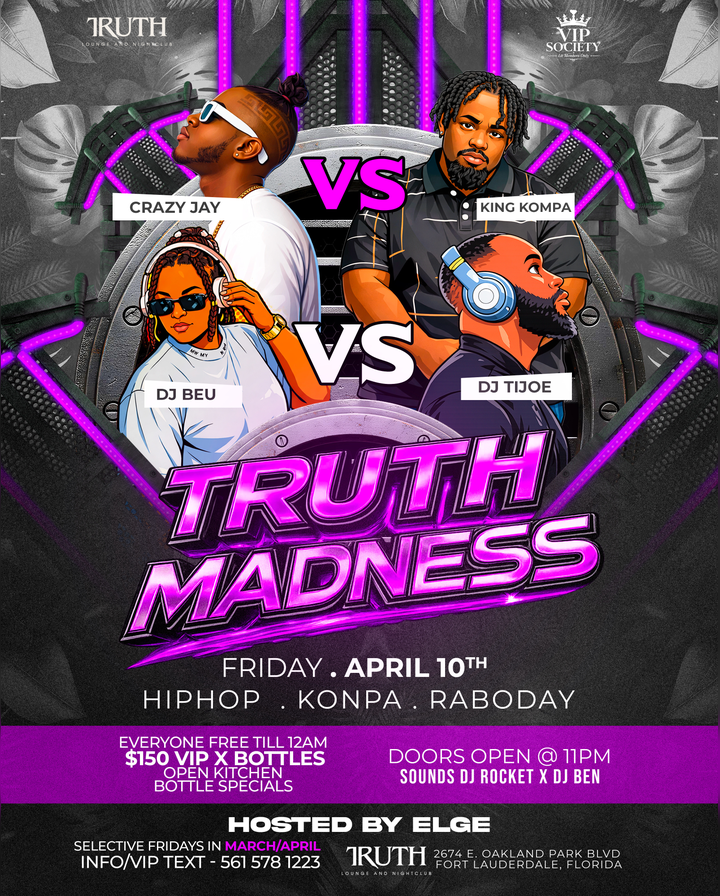 TRUTH
LOUNGE AND NIGHTCLUB
VIP
SOCIETY
VS
CRAZY JAY
KING KOMPA
VS
DJ BEU
DJ TIJOE
TRUTH
MADNESS
FRIDAY . APRIL 10TH
HIPHOP . KONPA . RABODAY
EVERYONE FREE TILL 12AM
$150 VIP X BOTTLES
OPEN KITCHEN
BOTTLE SPECIALS
DOORS OPEN @ 11PM
SOUNDS DJ ROCKET X DJ BEN
HOSTED BY ELGE
SELECTIVE FRIDAYS IN MARCH/APRIL
INFO/VIP TEXT - 561 578 1223
TRUTH
LOUNGE AND NIGHTCLUB
2674 E. OAKLAND PARK BLVD
FORT LAUDERDALE, FLORIDA